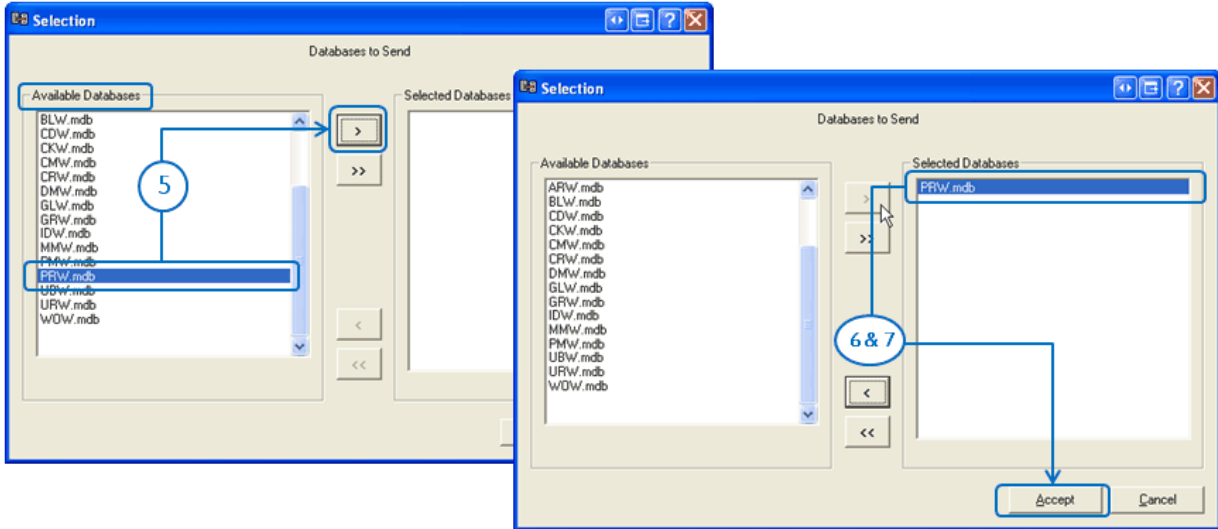 Selection
Databases to Send
Available Databases
Selected Databases
BLW.mdb
CDW.mdb
CKW.mdb
CMW.mdb
CRW.mdb
DMW.mdb
GLW.mdb
GRW.mdb
IDW.mdb
MMW.mdb
PMW.mdb
PRW.mdb
UBW.mdb
URW.mdb
WOW.mdb
>
>>
<
<<
5
Selection
Databases to Send
Available Databases
Selected Databases
ARW.mdb
BLW.mdb
CDW.mdb
CKW.mdb
CMW.mdb
CRW.mdb
DMW.mdb
GLW.mdb
GRW.mdb
IDW.mdb
MMW.mdb
PMW.mdb
UBW.mdb
URW.mdb
WOW.mdb
>
>>
<
<<
PRW.mdb
6 & 7
Accept
Cancel